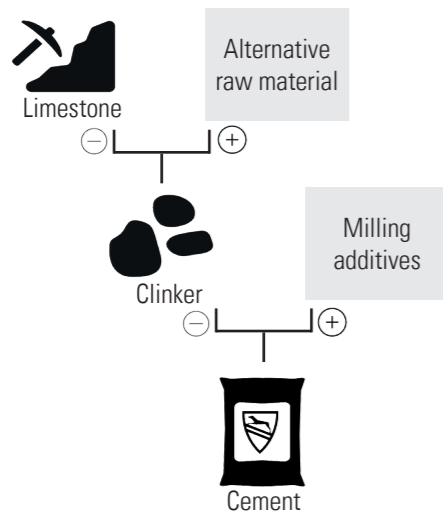 Alternative
raw material
Limestone
− +
Milling
additives
Clinker
− +
Cement